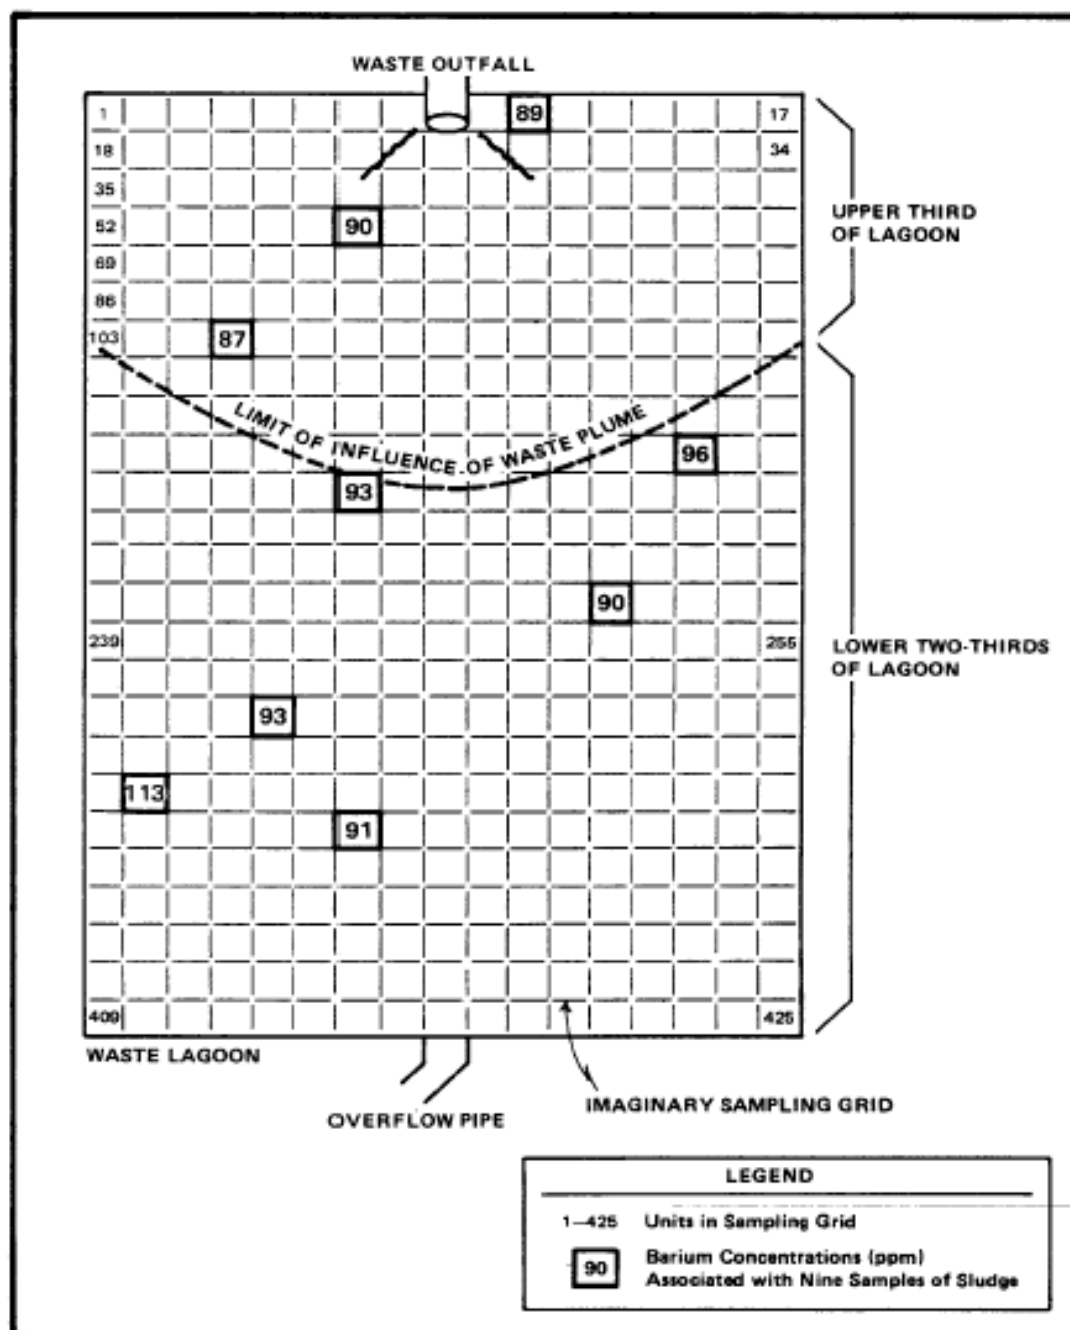 WASTE OUTFALL
1
89
17
18
34
35
52
90
UPPER THIRD
OF LAGOON
69
86
103
87
LIMIT OF INFLUENCE OF WASTE PLUME
96
93
90
239
255
LOWER TWO-THIRDS
OF LAGOON
93
113
91
409
425
WASTE LAGOON
OVERFLOW PIPE
IMAGINARY SAMPLING GRID
LEGEND
1–425 Units in Sampling Grid
90 Barium Concentrations (ppm)
Associated with Nine Samples of Sludge